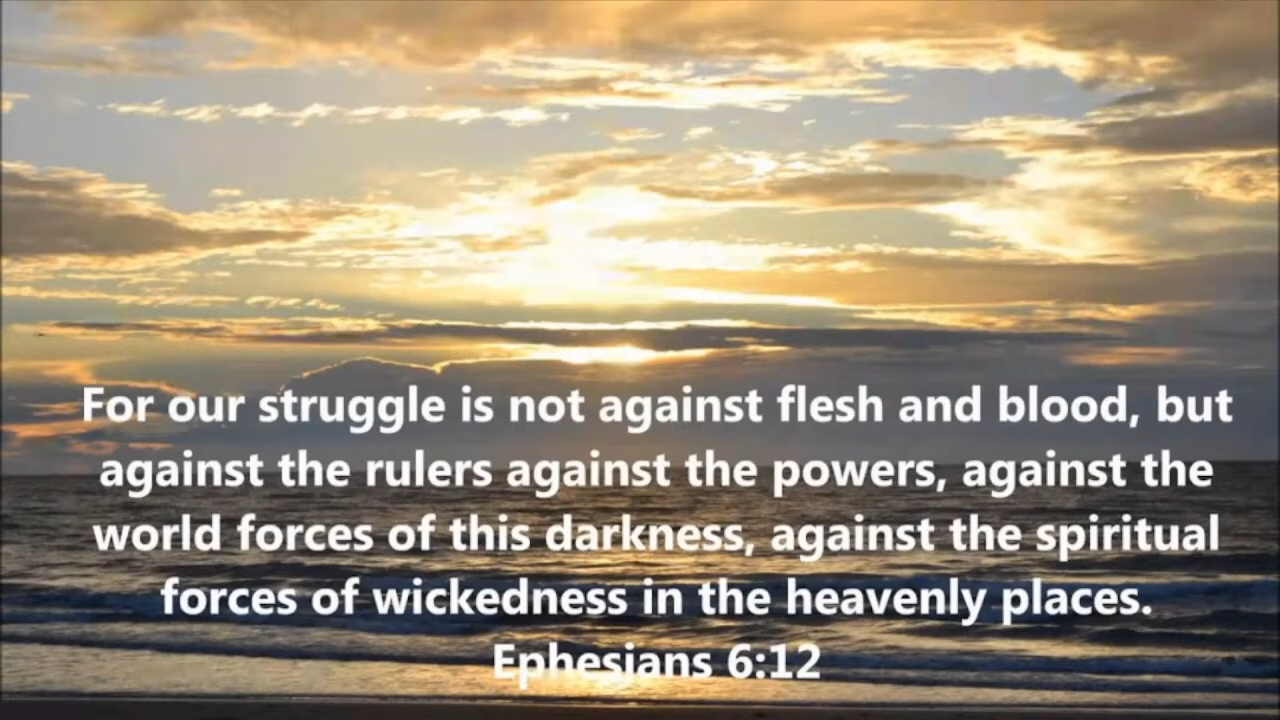 For our struggle is not against flesh and blood, but
against the rulers against the powers, against the
world forces of this darkness, against the spiritual
forces of wickedness in the heavenly places.
Ephesians 6:12